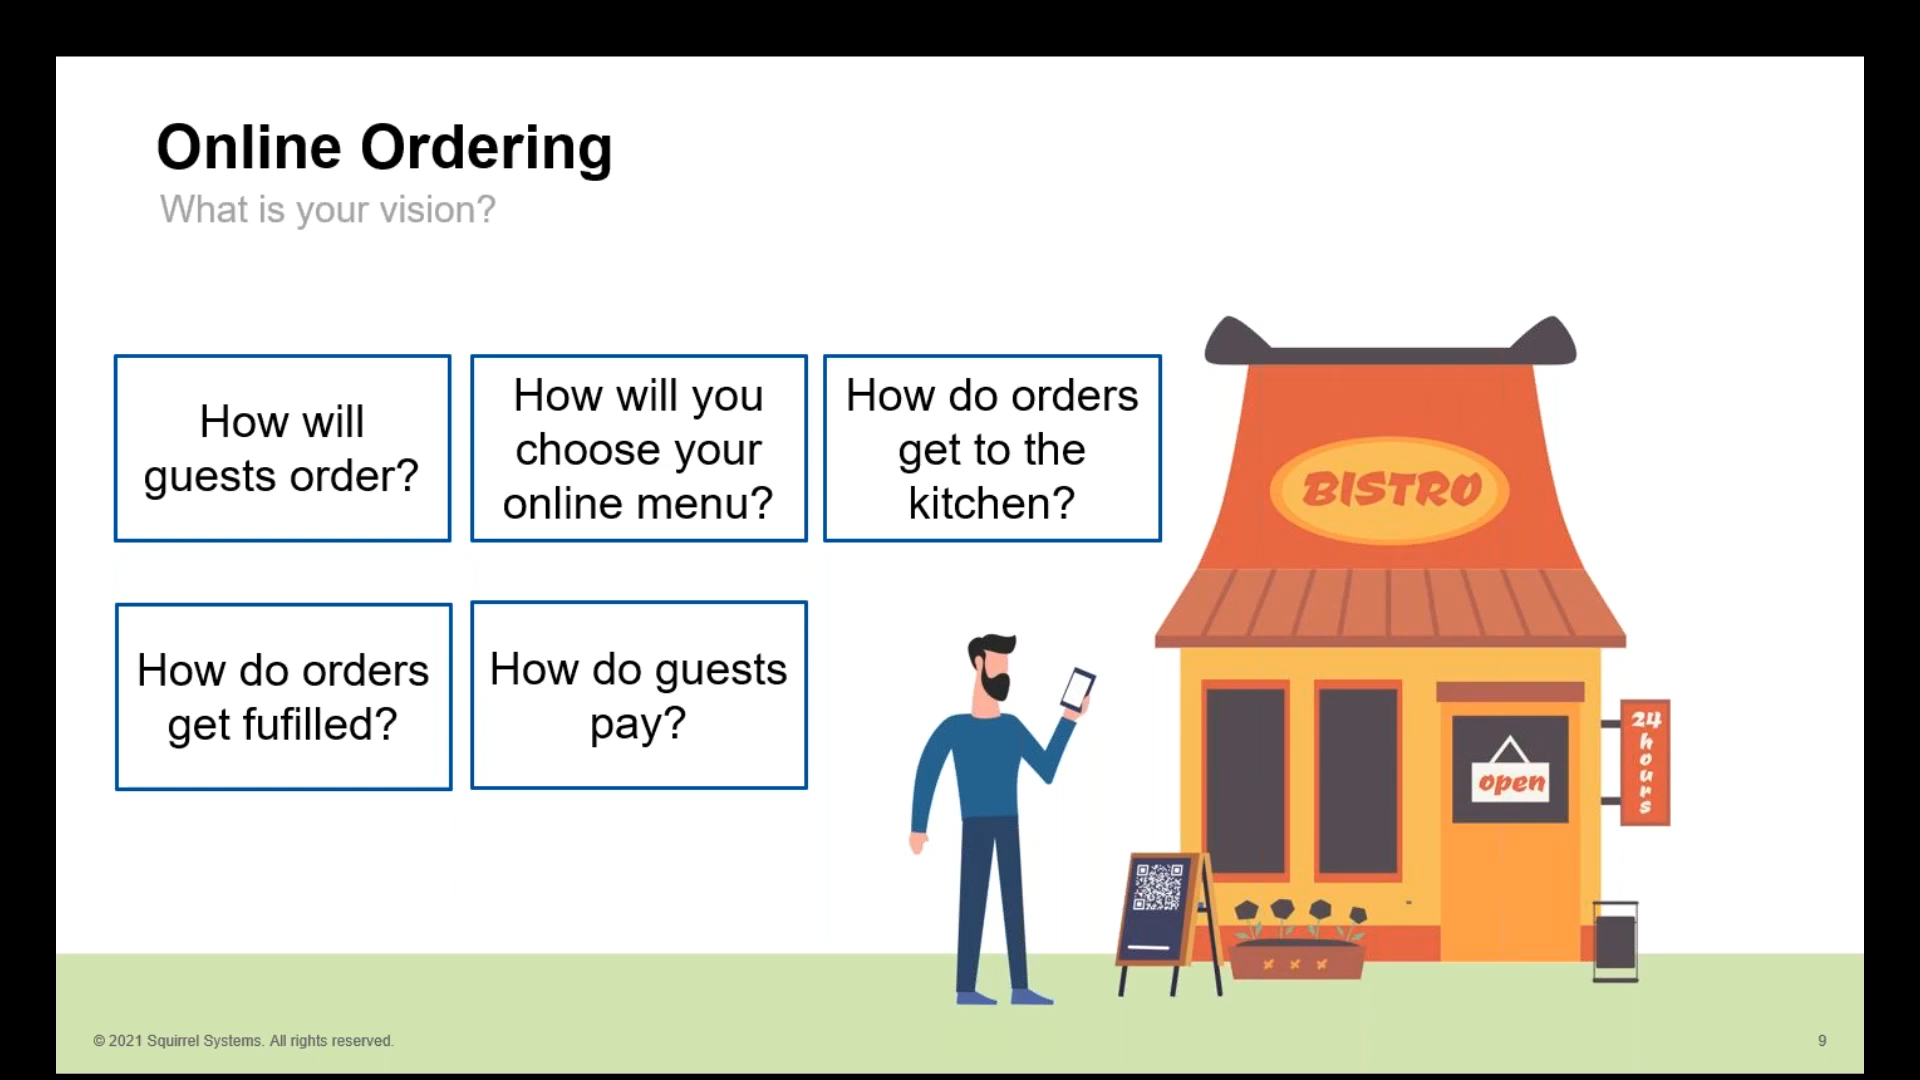 Online Ordering
What is your vision?
How will
guests order?
How will you
choose your
online menu?
How do orders
get to the
kitchen?
How do orders
get fufilled?
How do guests
pay?
BISTRO
open
24
hours
© 2021 Squirrel Systems. All rights reserved.
9